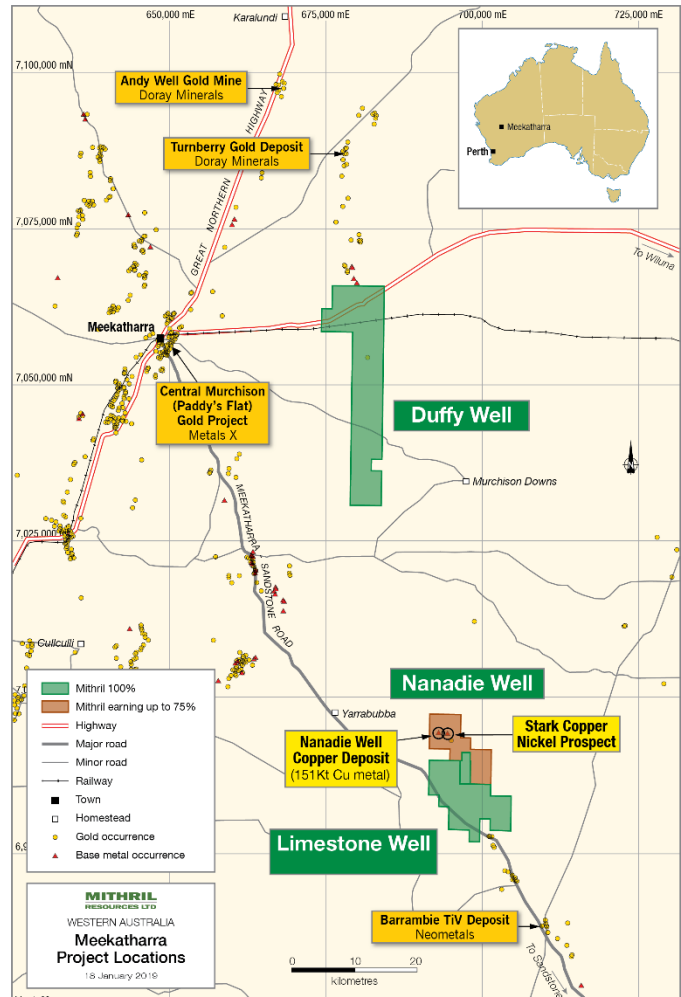 650,000 mE
675,000 mE
700,000 mE
725,000 mE
Karalundi
7,100,000 mN
Andy Well Gold Mine
Doray Minerals
Turnberry Gold Deposit
Doray Minerals
Meekatharra
Perth
GREAT NORTHERN HIGHWAY
7,075,000 mN
To Wiluna
Meekatharra
7,050,000 mN
Central Murchison
(Paddy's Flat)
Gold Project
Metals X
Duffy Well
Murchison Downs
7,025,000 mN
MEEKATHARRA SANDSTONE ROAD
Cullculli
Nanadie Well
Yarrabubba
Nanadie Well
Copper Deposit
(151Kt Cu metal)
Stark Copper
Nickel Prospect
Limestone Well
Barrambie TiV Deposit
Neometals
To Sandstone
Mithril 100%
Mithril earning up to 75%
Highway
Major road
Minor road
Railway
Town
Homestead
Gold occurrence
Base metal occurrence
MITHRIL
RESOURCES LTD
WESTERN AUSTRALIA
Meekatharra
Project Locations
18 January 2019
0 10 20
kilometres